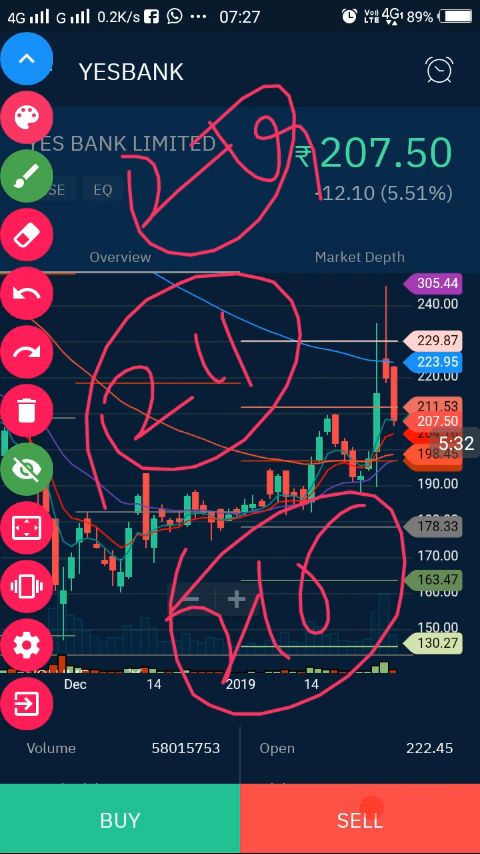 4G G 0.2K/s ... 07:27 VoI) LTE 4G1 89%
YESBANK
YES BANK LIMITED
₹207.50
SE EQ
-12.10 (5.51%)
Overview Market Depth
305.44
240.00
229.87
223.95
220.00
211.53
207.50
5:32
198.45
190.00
178.33
170.00
163.47
160.00
- +
150.00
130.27
Dec 14 2019 14
Volume 58015753 Open 222.45
BUY SELL